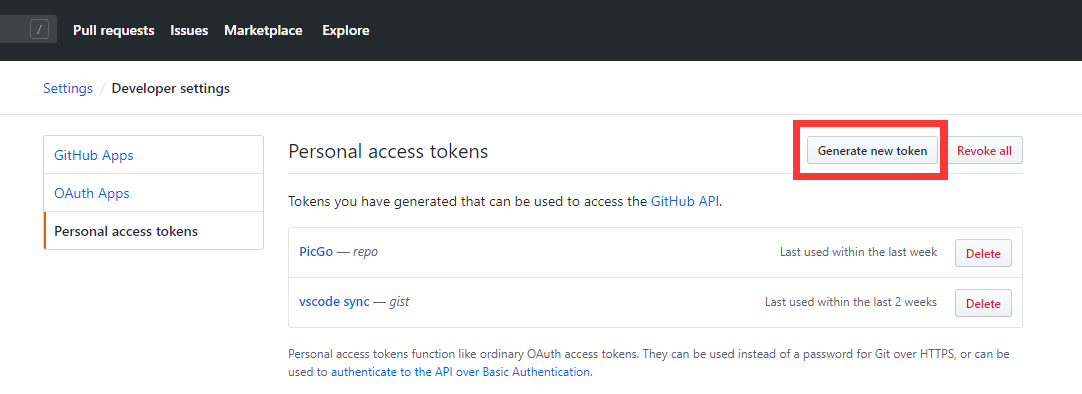 / Pull requests Issues Marketplace Explore
Settings / Developer settings
GitHub Apps
OAuth Apps
Personal access tokens
Personal access tokens
Generate new token
Revoke all
Tokens you have generated that can be used to access the GitHub API.
PicGo — repo
Last used within the last week
Delete
vscode sync — gist
Last used within the last 2 weeks
Delete
Personal access tokens function like ordinary OAuth access tokens. They can be used instead of a password for Git over HTTPS, or can be
used to authenticate to the API over Basic Authentication.